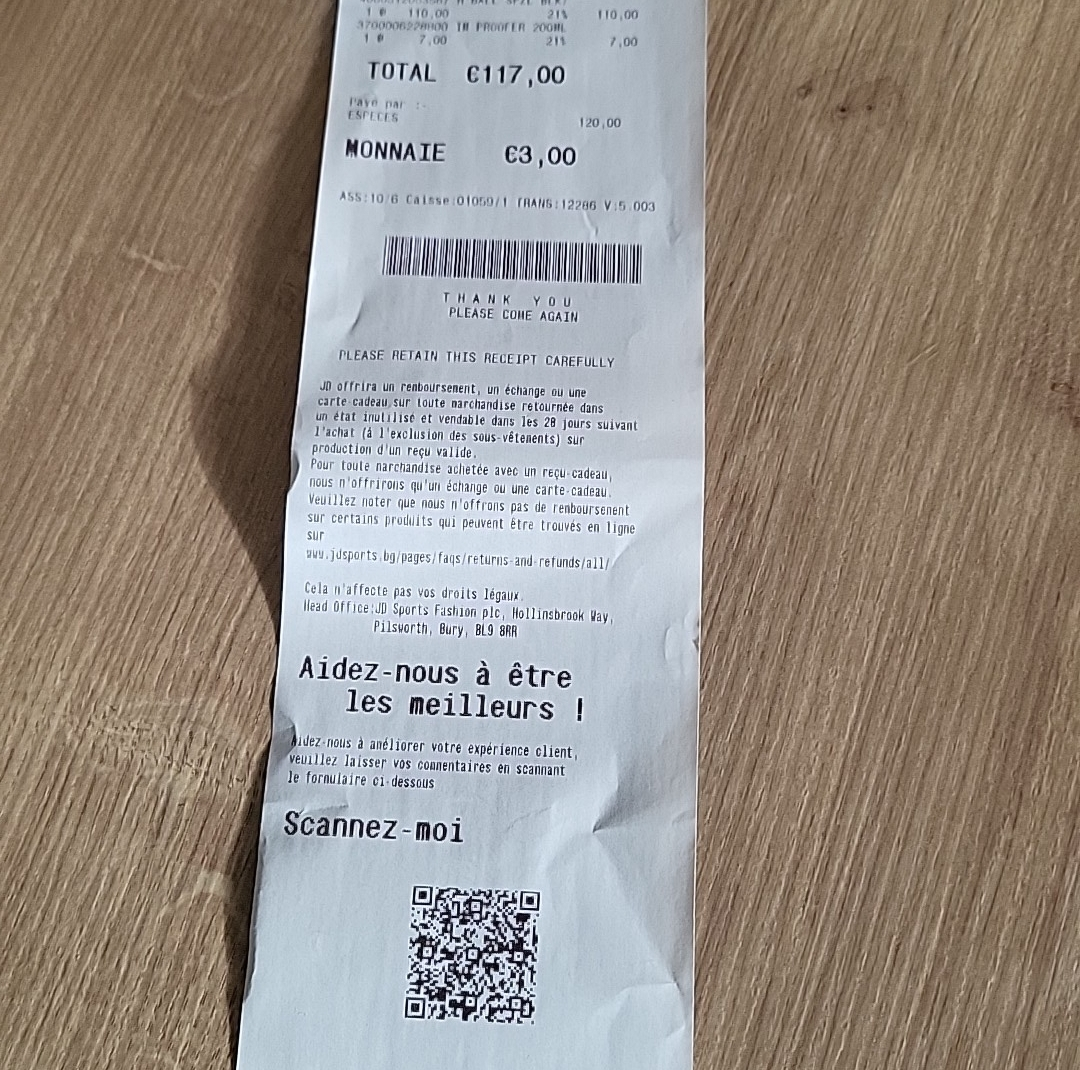 1 @ 110,00 21% 110,00
3700006228800 IM PROOFER 200ML
1 @ 7,00 21% 7,00
TOTAL €117,00
Payé par :-
ESPECES 120,00
MONNAIE €3,00
ASS:10/6 Caisse:01059/1 TRANS:12286 V:5.003
THANK YOU
PLEASE COME AGAIN
PLEASE RETAIN THIS RECEIPT CAREFULLY
JD offrira un renboursement, un échange ou une
carte-cadeau sur toute marchandise retournée dans
un état inutilisé et vendable dans les 28 jours suivant
l'achat (à l'exclusion des sous-vêtements) sur
production d'un reçu valide.
Pour toute marchandise achetée avec un reçu-cadeau,
nous n'offrirons qu'un échange ou une carte-cadeau.
Veuillez noter que nous n'offrons pas de renboursement
sur certains produits qui peuvent être trouvés en ligne
sur
www.jdsports.bg/pages/faqs/returns-and-refunds/all/
Cela n'affecte pas vos droits légaux.
Head Office:JD Sports Fashion plc, Hollinsbrook Way,
Pilsworth, Bury, BL9 8RR
Aidez-nous à être
les meilleurs !
Aidez-nous à améliorer votre expérience client,
veuillez laisser vos commentaires en scannant
le formulaire ci-dessous
Scannez-moi